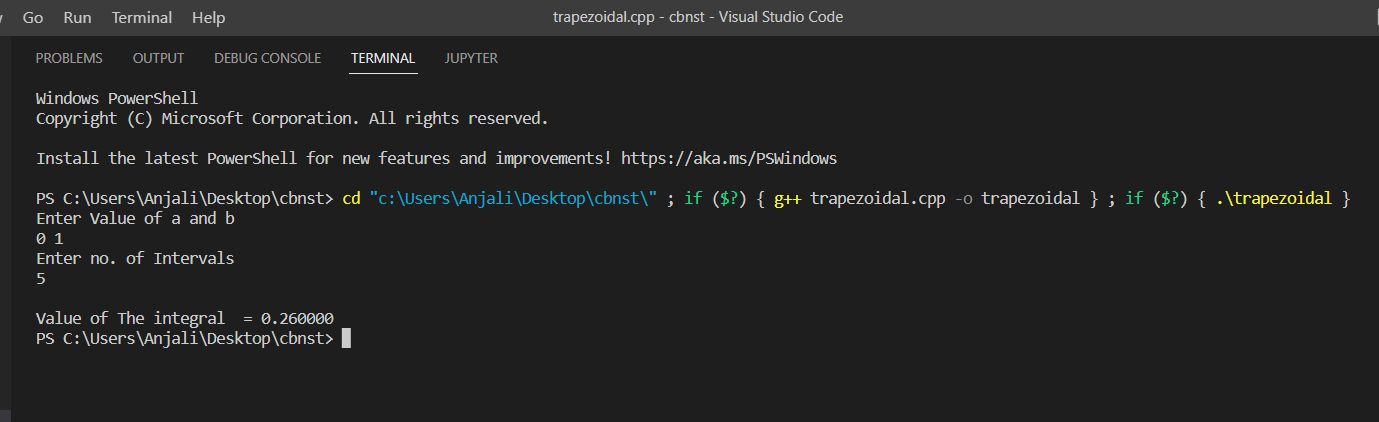 Go Run Terminal Help trapezoidal.cpp - cbnst - Visual Studio Code
PROBLEMS OUTPUT DEBUG CONSOLE TERMINAL JUPYTER
Windows PowerShell
Copyright (C) Microsoft Corporation. All rights reserved.
Install the latest PowerShell for new features and improvements! https://aka.ms/PSWindows
PS C:\Users\Anjali\Desktop\cbnst> cd "c:\Users\Anjali\Desktop\cbnst\" ; if ($?) { g++ trapezoidal.cpp -o trapezoidal } ; if ($?) { .\trapezoidal }
Enter Value of a and b
0 1
Enter no. of Intervals
5
Value of The integral  = 0.260000
PS C:\Users\Anjali\Desktop\cbnst>